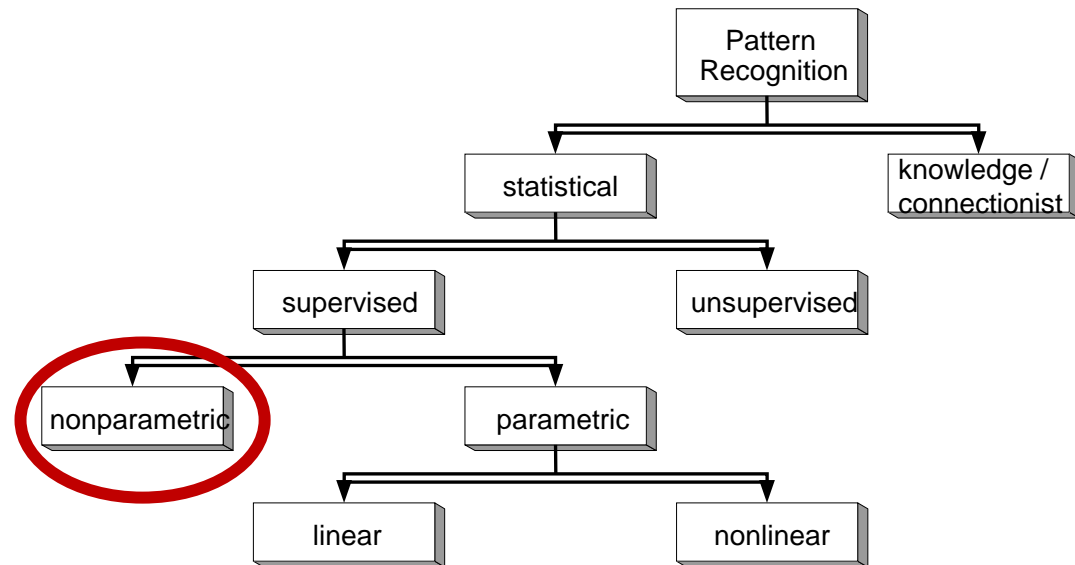 Pattern
Recognition
statistical
knowledge /
connectionist
supervised
unsupervised
nonparametric
parametric
linear
nonlinear